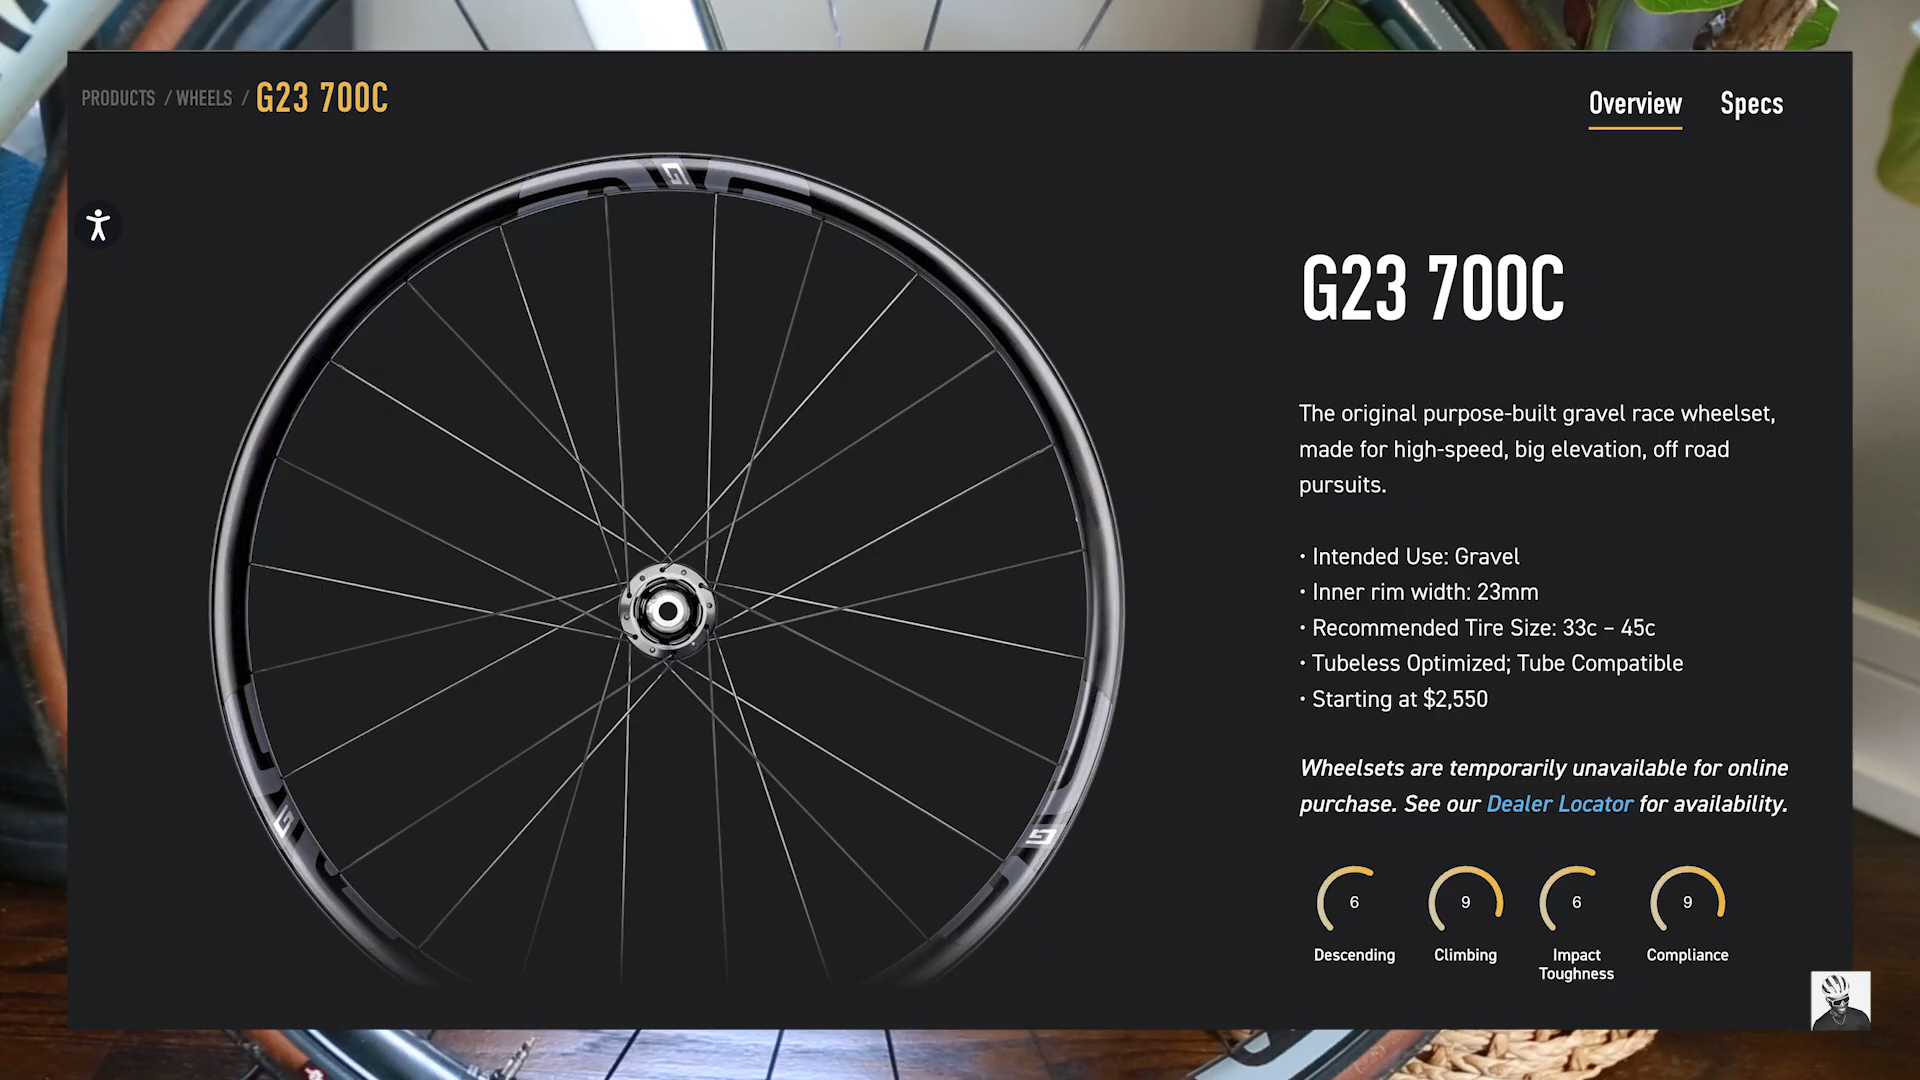 PRODUCTS / WHEELS / G23 700C
Overview Specs
G23 700C
The original purpose-built gravel race wheelset,
made for high-speed, big elevation, off road
pursuits.
• Intended Use: Gravel
• Inner rim width: 23mm
• Recommended Tire Size: 33c – 45c
• Tubeless Optimized; Tube Compatible
• Starting at $2,550
Wheelsets are temporarily unavailable for online
purchase. See our Dealer Locator for availability.
6 9 6 9
Descending Climbing Impact Toughness Compliance